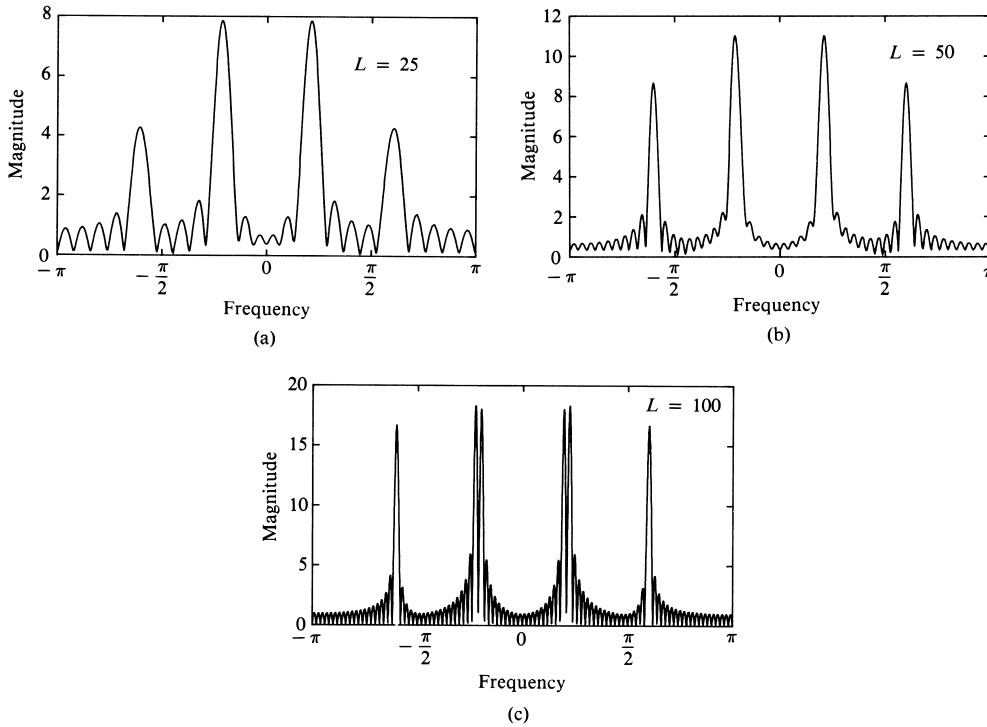 8
6
4
2
0
Magnitude
L = 25
−π
− π/2
0
π/2
π
Frequency
(a)
12
10
8
6
4
2
0
Magnitude
L = 50
−π
− π/2
0
π/2
Frequency
(b)
20
15
10
5
0
Magnitude
L = 100
−π
− π/2
0
π/2
π
Frequency
(c)